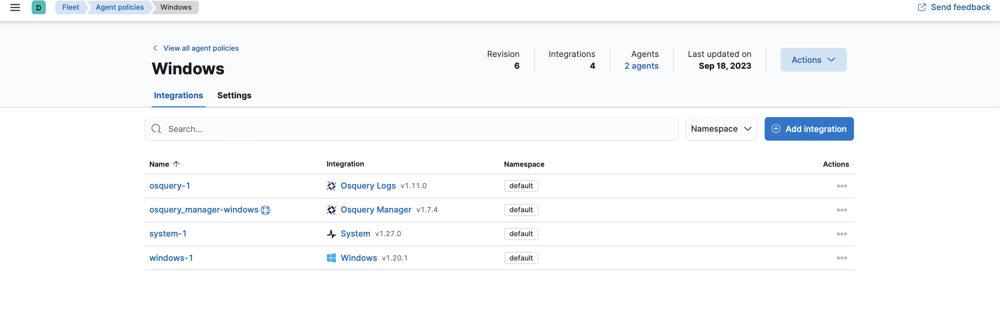 D Fleet Agent policies Windows Send feedback
View all agent policies
Windows
Revision 6
Integrations 4
Agents 2 agents
Last updated on Sep 18, 2023
Actions
Integrations Settings
Search... Namespace Add integration
Name Integration Namespace Actions
osquery-1 Osquery Logs v1.11.0 default
osquery_manager-windows Osquery Manager v1.7.4 default
system-1 System v1.27.0 default
windows-1 Windows v1.20.1 default